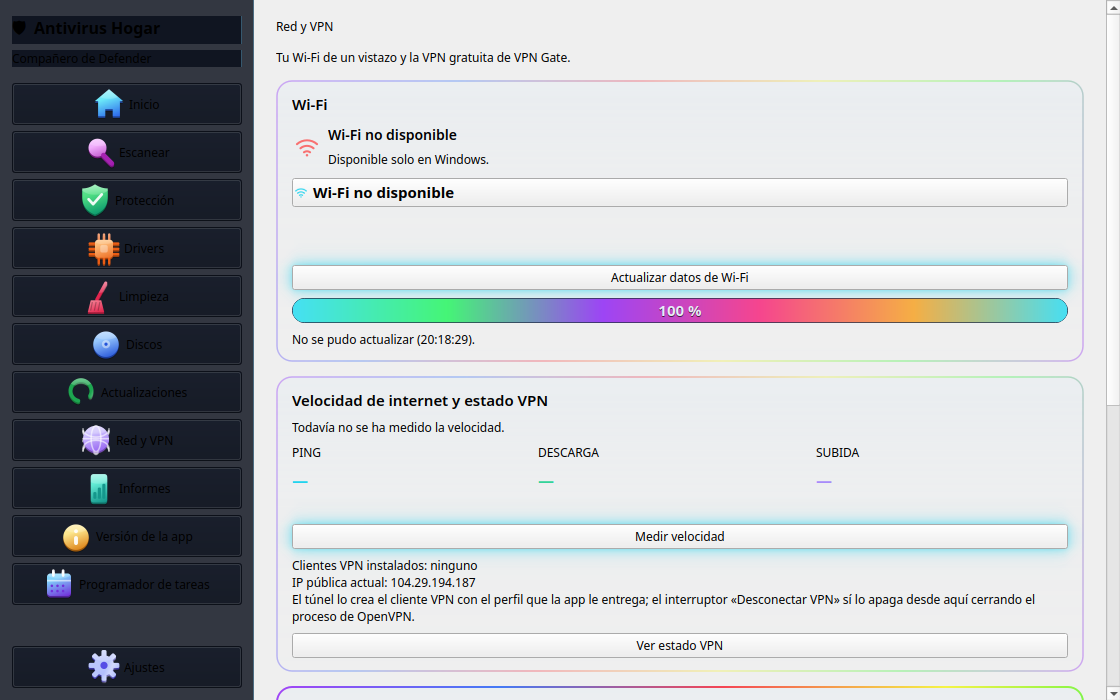 Antivirus Hogar
Compañero de Defender
Inicio
Escanear
Protección
Drivers
Limpieza
Discos
Actualizaciones
Red y VPN
Informes
Versión de la app
Programador de tareas
Ajustes
Red y VPN
Tu Wi-Fi de un vistazo y la VPN gratuita de VPN Gate.
Wi-Fi
Wi-Fi no disponible
Disponible solo en Windows.
Wi-Fi no disponible
Actualizar datos de Wi-Fi
100 %
No se pudo actualizar (20:18:29).
Velocidad de internet y estado VPN
Todavía no se ha medido la velocidad.
PING DESCARGA SUBIDA
— — —
Medir velocidad
Clientes VPN instalados: ninguno
IP pública actual: 104.29.194.187
El túnel lo crea el cliente VPN con el perfil que la app le entrega; el interruptor «Desconectar VPN» sí lo apaga desde aquí cerrando el
proceso de OpenVPN.
Ver estado VPN